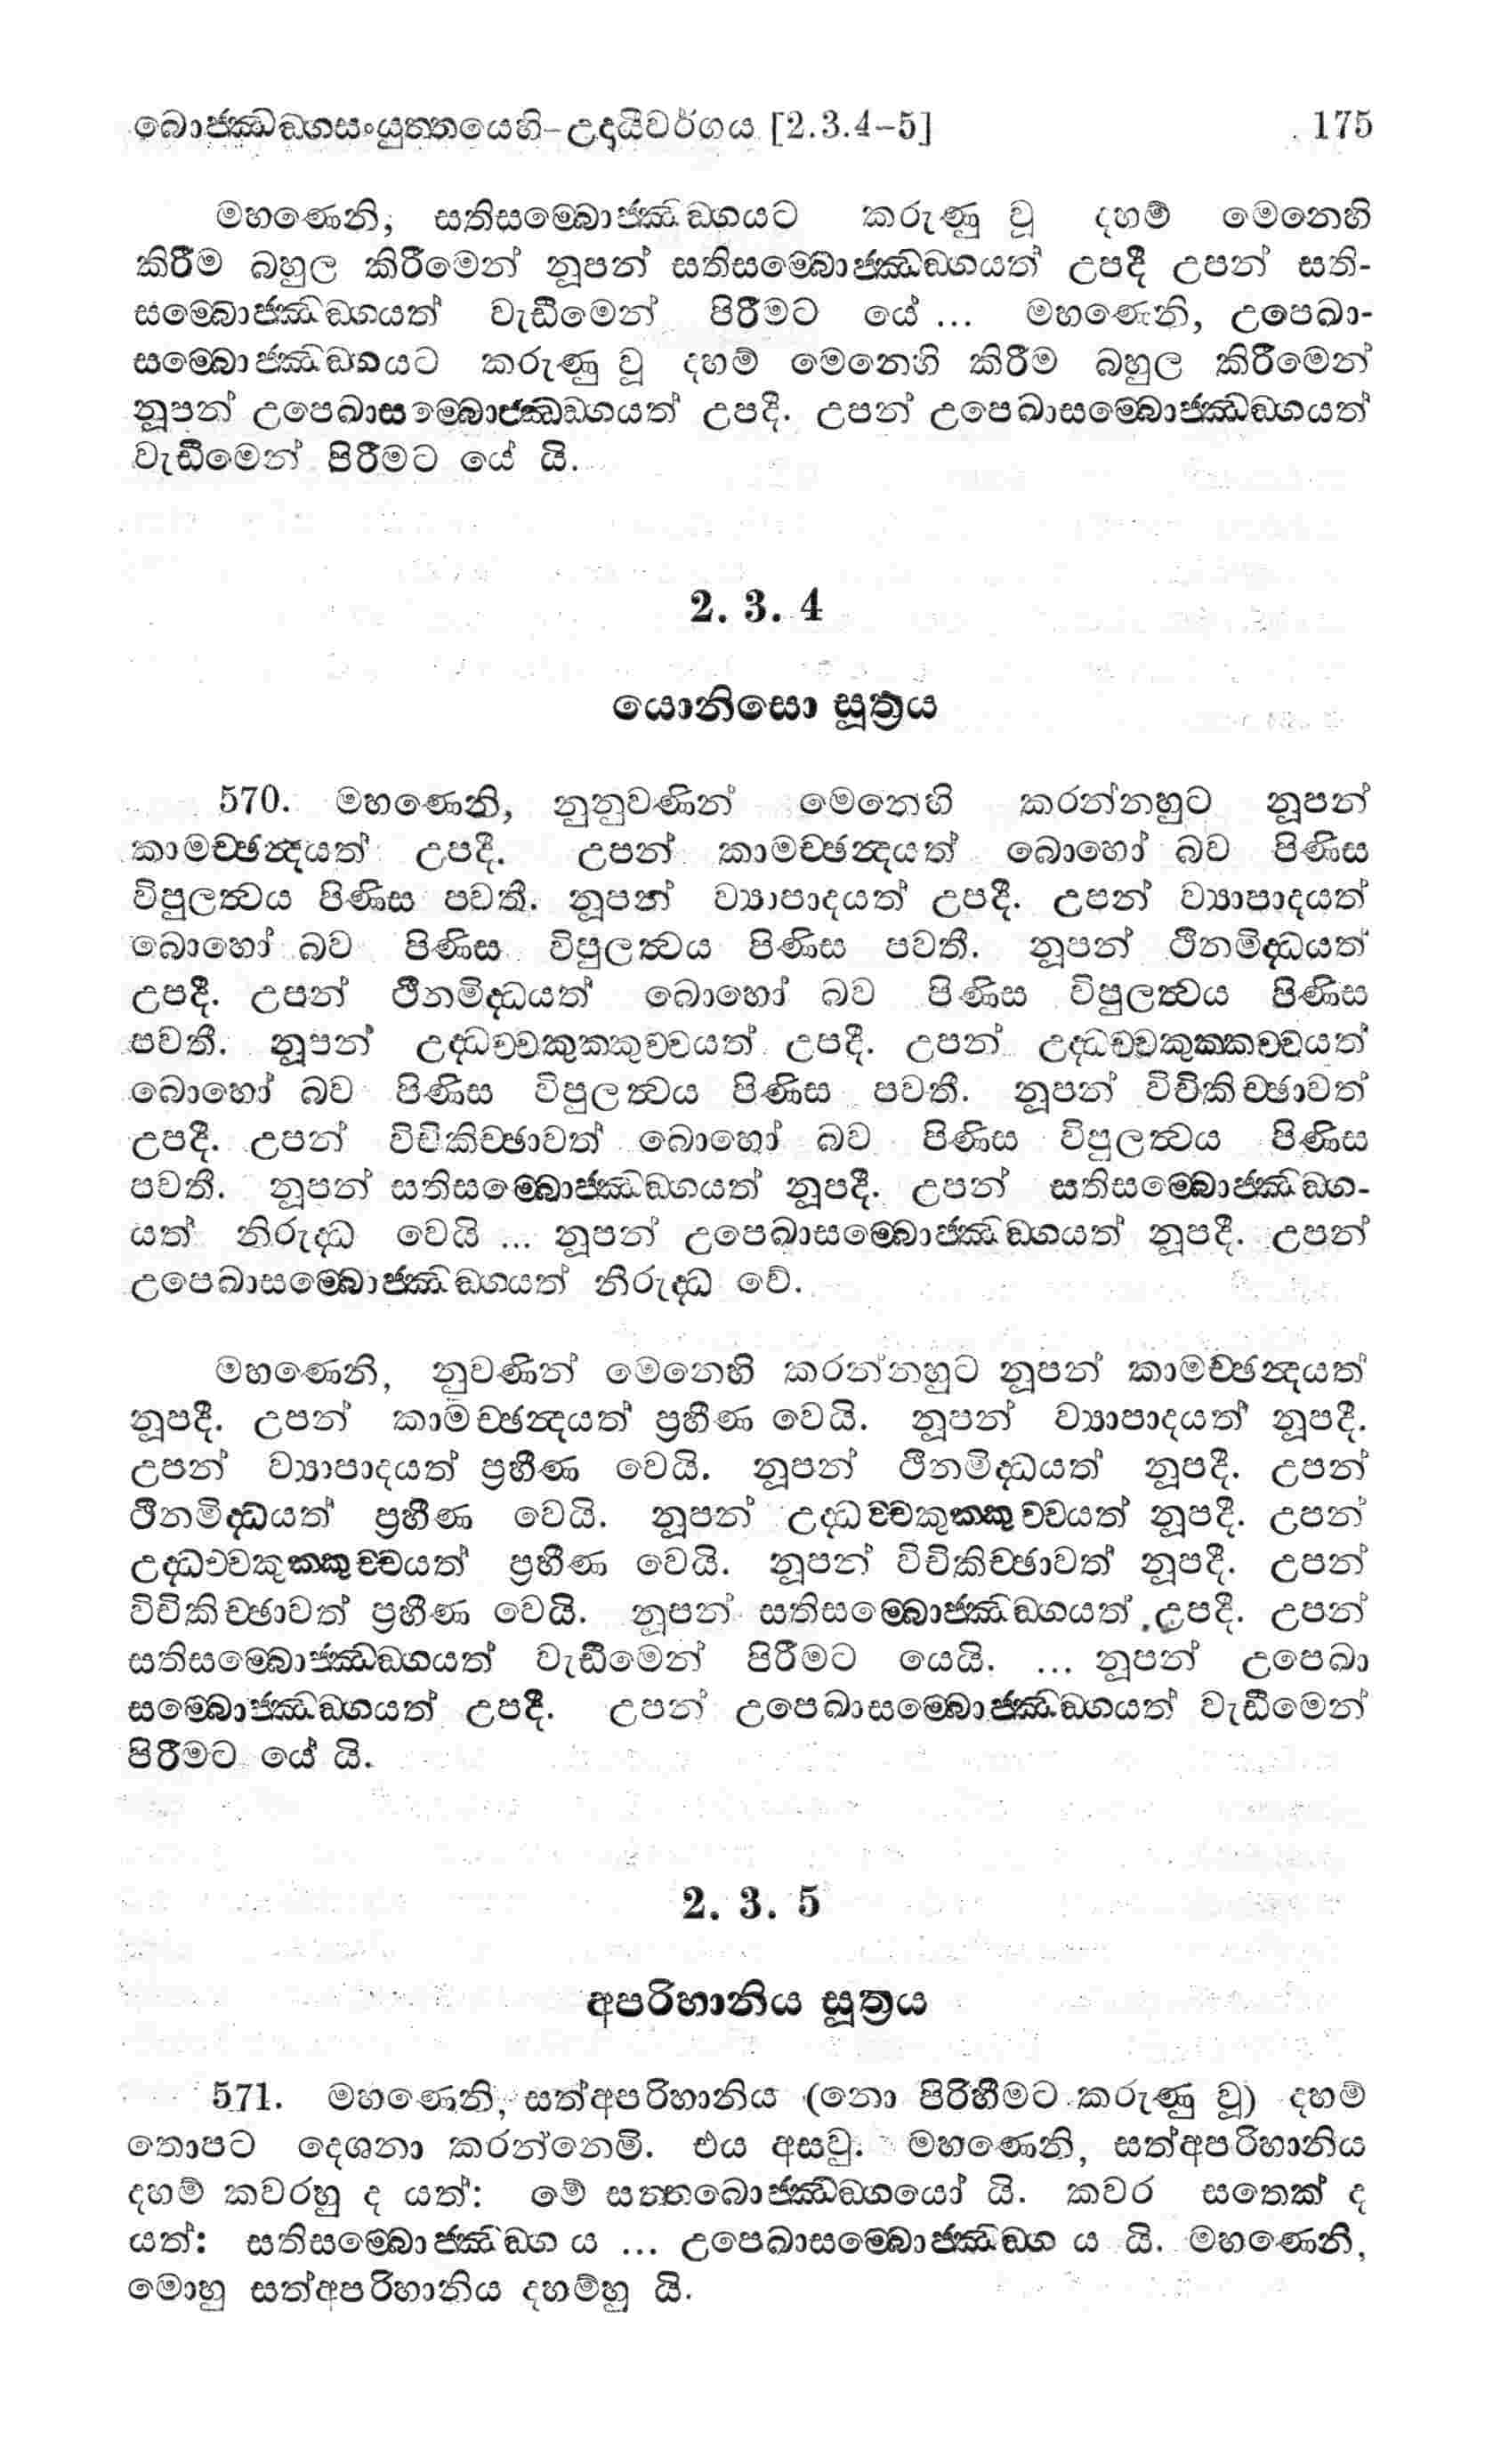 බොජ්ඣඞ්ගසංයුත්තයෙහි-උදායීවර්ගය [2.3.4-5] 175
මහණෙනි, සතිසම්බොජ්ඣඞ්ගයට කරුණු වූ දහම් මෙනෙහි
කිරීම බහුල කිරීමෙන් නූපන් සතිසම්බොජ්ඣඞ්ගයත් උපදී උපන් සති-
සම්බොජ්ඣඞ්ගයත් වැඩීමෙන් පිරීමට යේ ... මහණෙනි, උපෙඛා-
සම්බොජ්ඣඞ්ගයට කරුණු වූ දහම් මෙනෙහි කිරීම බහුල කිරීමෙන්
නූපන් උපෙඛාසම්බොජ්ඣඞ්ගයත් උපදී. උපන් උපෙඛාසම්බොජ්ඣඞ්ගයත්
වැඩීමෙන් පිරීමට යේ යි.
2. 3. 4
යොනිසො සූත්‍රය
570. මහණෙනි, නුනුවණින් මෙනෙහි කරන්නහුට නූපන්
කාමච්ඡන්දයත් උපදී. උපන් කාමච්ඡන්දයත් බොහෝ බව පිණිස
විපුලත්වය පිණිස පවතී. නූපන් ව්‍යාපාදයත් උපදී. උපන් ව්‍යාපාදයත්
බොහෝ බව පිණිස විපුලත්වය පිණිස පවතී. නූපන් ථිනමිද්ධයත්
උපදී. උපන් ථීනමිද්ධයත් බොහෝ බව පිණිස විපුලත්වය පිණිස
පවතී. නූපන් උද්ධච්චකුක්කුච්චයත් උපදී. උපන් උද්ධච්චකුක්කච්චයත්
බොහෝ බව පිණිස විපුලත්වය පිණිස පවතී. නූපන් විචිකිච්ඡාවත්
උපදී. උපන් විචිකිච්ඡාවත් බොහෝ බව පිණිස විපුලත්වය පිණිස
පවතී. නූපන් සතිසම්බොජ්ඣඞ්ගයත් නූපදී. උපන් සතිසම්බොජ්ඣඞ්ග-
යත් නිරුද්ධ වෙයි ... නූපන් උපෙඛාසම්බොජ්ඣඞ්ගයත් නූපදී. උපන්
උපෙඛාසම්බොජ්ඣඞ්ගයත් නිරුද්ධ වේ.
මහණෙනි, නුවණින් මෙනෙහි කරන්නහුට නූපන් කාමච්ඡන්දයත්
නූපදී. උපන් කාමච්ඡන්දයත් ප්‍රහීණ වෙයි. නූපන් ව්‍යාපාදයත් නූපදී.
උපන් ව්‍යාපාදයත් ප්‍රහීණ වෙයි. නූපන් ථිනමිද්ධයත් නූපදී. උපන්
ථීනමිද්ධයත් ප්‍රහීණ වෙයි. නූපන් උද්ධච්චකුක්කුච්චයත් නූපදී. උපන්
උද්ධච්චකුක්කුච්චයත් ප්‍රහීණ වෙයි. නූපන් විචිකිච්ඡාවත් නූපදී. උපන්
විචිකිච්ඡාවත් ප්‍රහීණ වෙයි. නූපන් සතිසම්බොජ්ඣඞ්ගයත් උපදී. උපන්
සතිසම්බොජ්ඣඞ්ගයත් වැඩීමෙන් පිරීමට යෙයි. ... නූපන් උපෙඛා
සම්බොජ්ඣඞ්ගයත් උපදී. උපන් උපෙඛාසම්බොජ්ඣඞ්ගයත් වැඩීමෙන්
පිරීමට යේ යි.
2. 3. 5
අපරිහානිය සූත්‍රය
571. මහණෙනි, සත්අපරිහානිය (නො පිරිහීමට කරුණු වූ) දහම්
තොපට දෙශනා කරන්නෙමි. එය අසවු. මහණෙනි, සත්අපරිහානිය
දහම් කවරහු ද යත්: මේ සත්තබොජ්ඣඞ්ගයෝ යි. කවර සතෙක් ද
යත්: සතිසම්බොජ්ඣඞ්ග ය ... උපෙඛාසම්බොජ්ඣඞ්ග ය යි. මහණෙනි,
මොහු සත්අපරිහානිය දහම්හු යි.